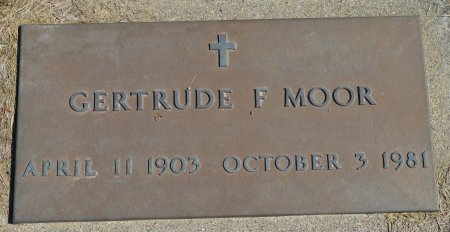 GERTRUDE F MOOR
APRIL 11 1903 OCTOBER 3 1981